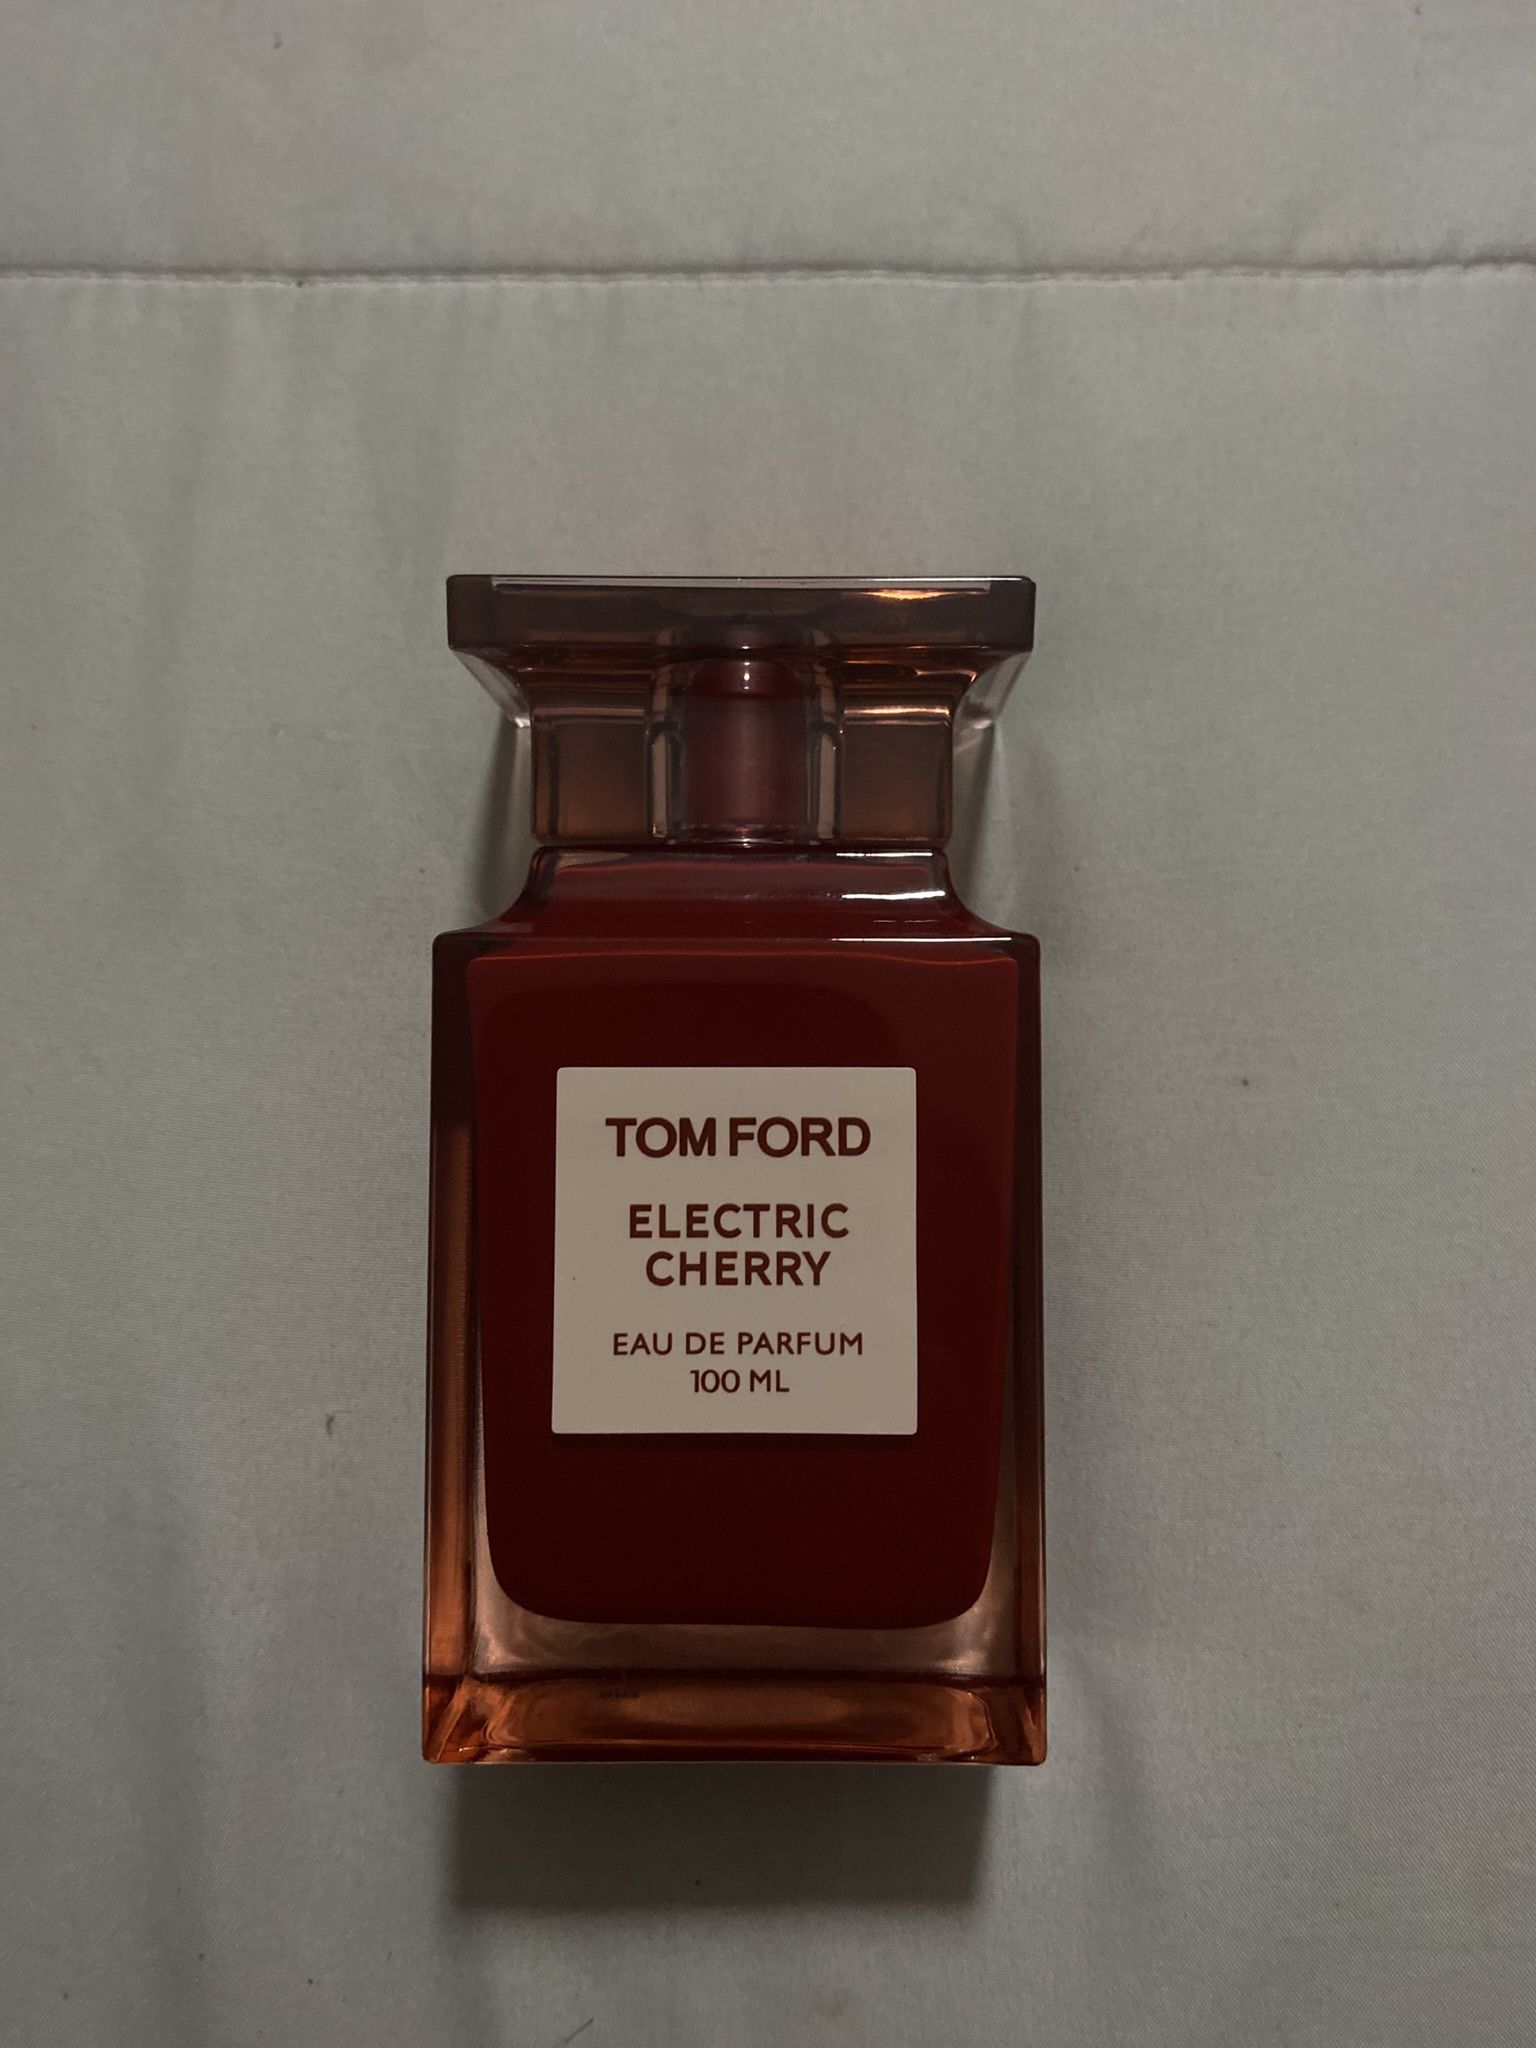 TOM FORD
ELECTRIC
CHERRY
EAU DE PARFUM
100 ML